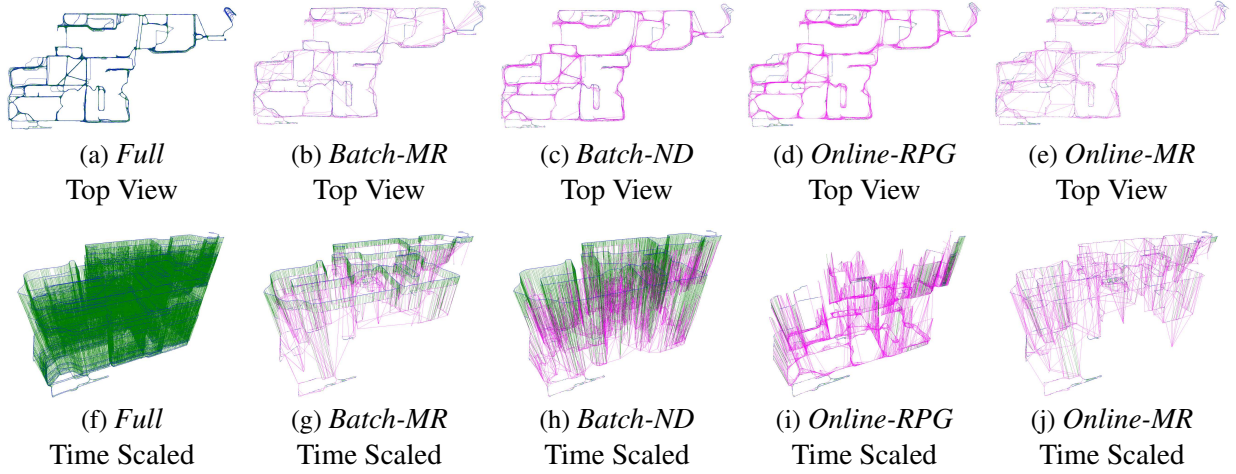 (a) Full
Top View
(b) Batch-MR
Top View
(c) Batch-ND
Top View
(d) Online-RPG
Top View
(e) Online-MR
Top View
(f) Full
Time Scaled
(g) Batch-MR
Time Scaled
(h) Batch-ND
Time Scaled
(i) Online-RPG
Time Scaled
(j) Online-MR
Time Scaled